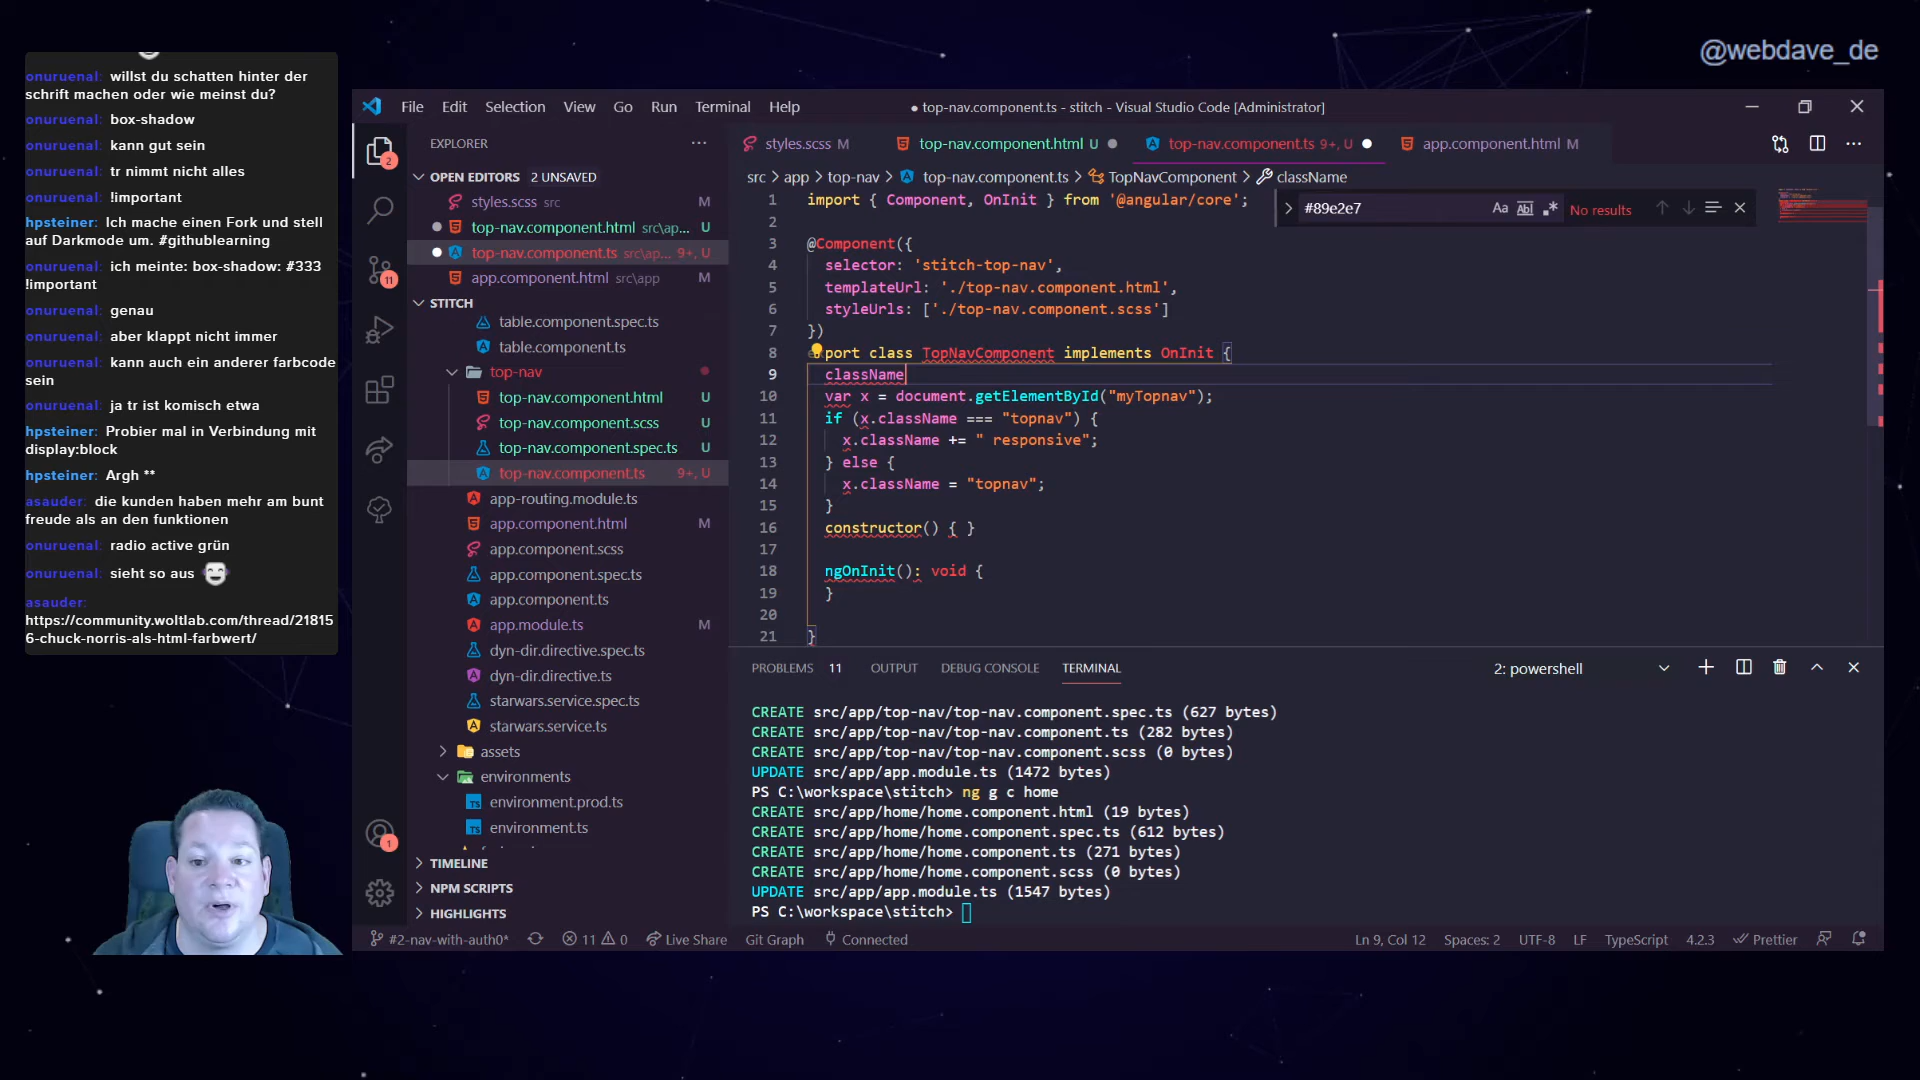 @webdave_de
onuruenal: willst du schatten hinter der
schrift machen oder wie meinst du?
onuruenal: box-shadow
onuruenal: kann gut sein
onuruenal: tr nimmt nicht alles
onuruenal: !important
hpsteiner: Ich mache einen Fork und stell
auf Darkmode um. #githublearning
onuruenal: ich meinte: box-shadow: #333
!important
onuruenal: genau
onuruenal: aber klappt nicht immer
onuruenal: kann auch ein anderer farbcode
sein
onuruenal: ja tr ist komisch etwa
hpsteiner: Probier mal in Verbindung mit
display:block
hpsteiner: Argh **
asauder: die kunden haben mehr am bunt
freude als an den funktionen
onuruenal: radio active grün
onuruenal: sieht so aus
asauder:
https://community.woltlab.com/thread/21815
6-chuck-norris-als-html-farbwert/
File Edit Selection View Go Run Terminal Help
● top-nav.component.ts - stitch - Visual Studio Code [Administrator]
2
11
1
EXPLORER ···
OPEN EDITORS 2 UNSAVED
styles.scss src M
top-nav.component.html src\ap... U
top-nav.component.ts src\ap... 9+, U
app.component.html src\app M
STITCH
table.component.spec.ts
table.component.ts
top-nav
top-nav.component.html U
top-nav.component.scss U
top-nav.component.spec.ts U
top-nav.component.ts 9+, U
app-routing.module.ts
app.component.html M
app.component.scss
app.component.spec.ts
app.component.ts
app.module.ts M
dyn-dir.directive.spec.ts
dyn-dir.directive.ts
starwars.service.spec.ts
starwars.service.ts
assets
environments
environment.prod.ts
environment.ts
TIMELINE
NPM SCRIPTS
HIGHLIGHTS
styles.scss M top-nav.component.html U top-nav.component.ts 9+, U app.component.html M
src > app > top-nav > top-nav.component.ts > TopNavComponent > className
#89e2e7 Aa Abl .* No results
1 import { Component, OnInit } from '@angular/core';
2
3 @Component({
4 selector: 'stitch-top-nav',
5 templateUrl: './top-nav.component.html',
6 styleUrls: ['./top-nav.component.scss']
7 })
8 port class TopNavComponent implements OnInit {
9 className
10 var x = document.getElementById("myTopnav");
11 if (x.className === "topnav") {
12 x.className += " responsive";
13 } else {
14 x.className = "topnav";
15 }
16 constructor() { }
17
18 ngOnInit(): void {
19 }
20
21 }
PROBLEMS 11 OUTPUT DEBUG CONSOLE TERMINAL 2: powershell
CREATE src/app/top-nav/top-nav.component.spec.ts (627 bytes)
CREATE src/app/top-nav/top-nav.component.ts (282 bytes)
CREATE src/app/top-nav/top-nav.component.scss (0 bytes)
UPDATE src/app/app.module.ts (1472 bytes)
PS C:\workspace\stitch> ng g c home
CREATE src/app/home/home.component.html (19 bytes)
CREATE src/app/home/home.component.spec.ts (612 bytes)
CREATE src/app/home/home.component.ts (271 bytes)
CREATE src/app/home/home.component.scss (0 bytes)
UPDATE src/app/app.module.ts (1547 bytes)
PS C:\workspace\stitch>
#2-nav-with-auth0* 11 0 Live Share Git Graph Connected Ln 9, Col 12 Spaces: 2 UTF-8 LF TypeScript 4.2.3 Prettier